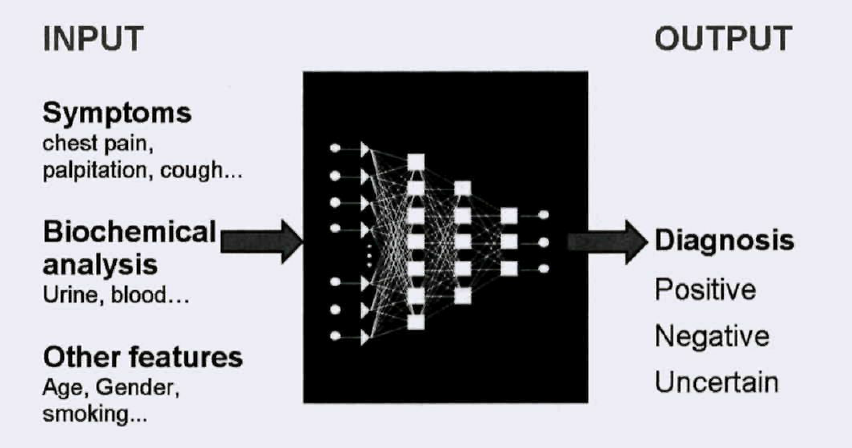 INPUT
Symptoms
chest pain,
palpitation, cough...
Biochemical
analysis
Urine, blood...
Other features
Age, Gender,
smoking...
OUTPUT
Diagnosis
Positive
Negative
Uncertain